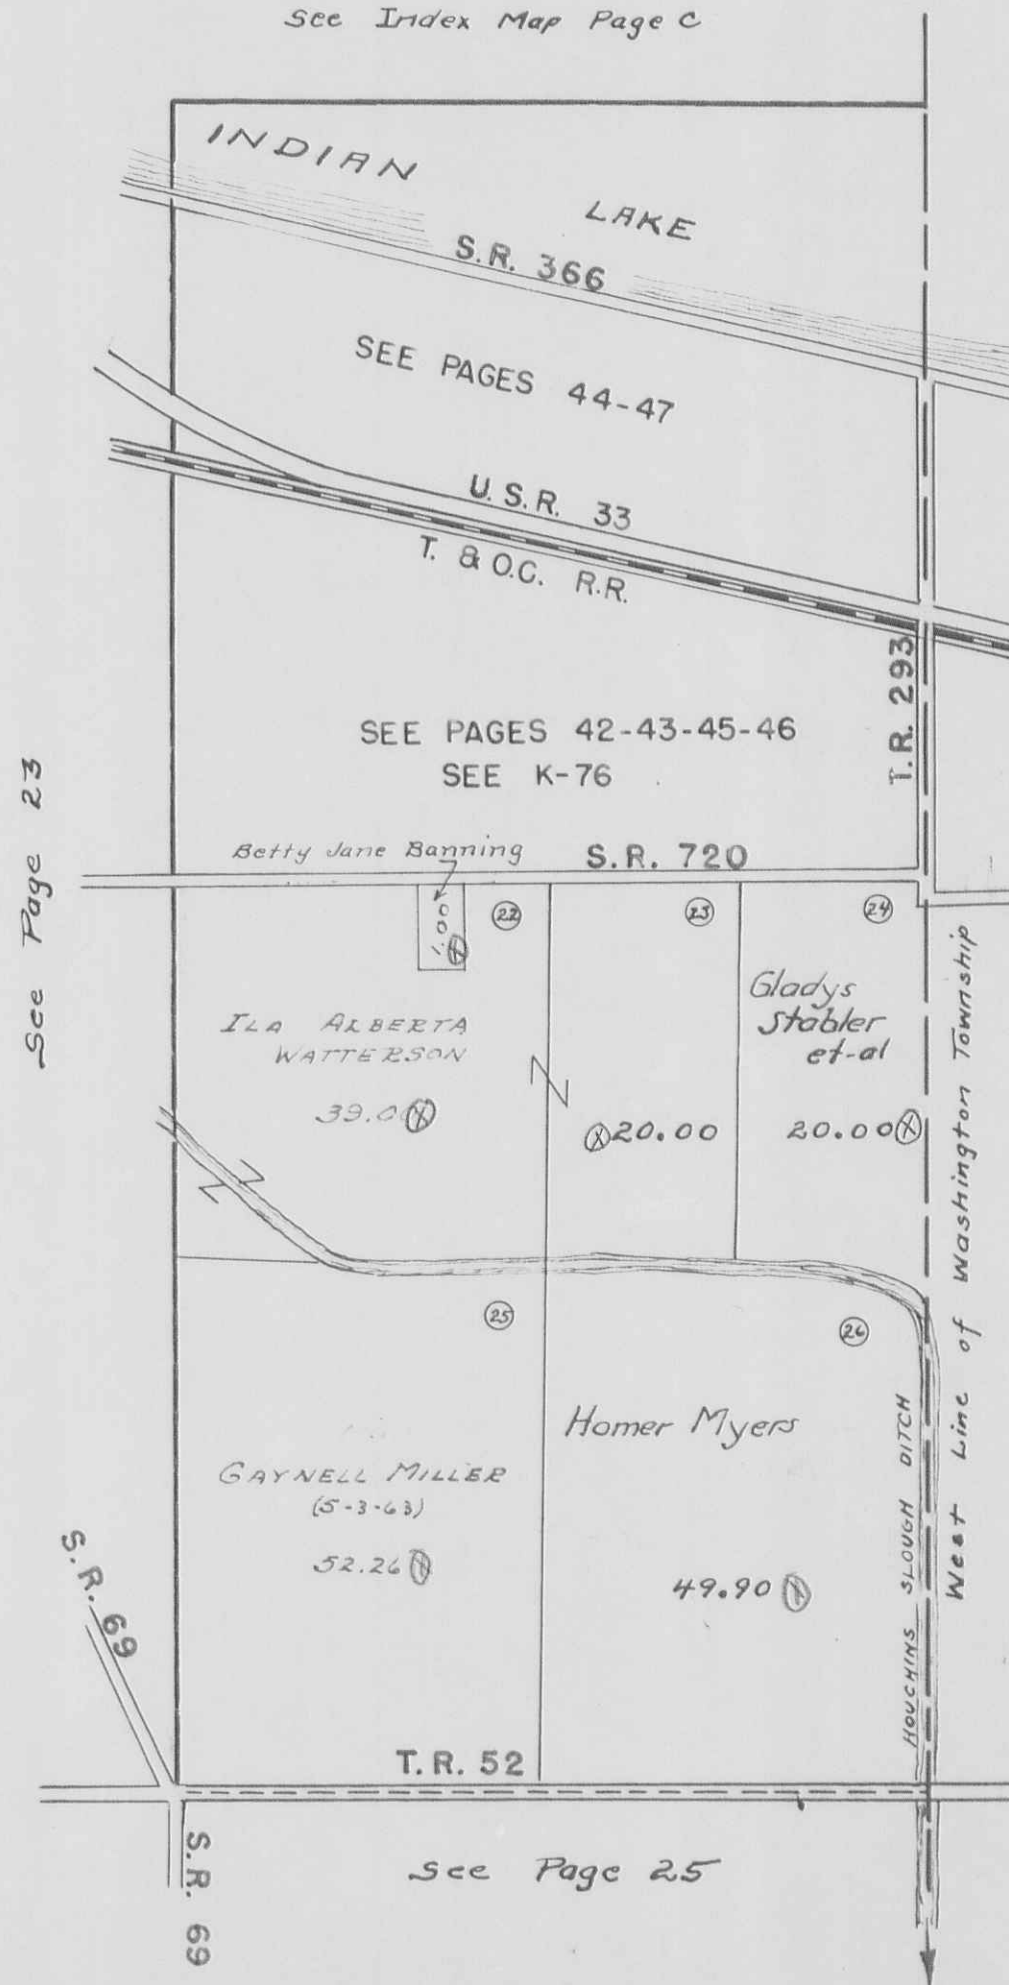 See Index Map Page C
INDIAN LAKE
S.R. 366
SEE PAGES 44-47
U.S.R. 33
T. & O.C. R.R.
T.R. 293
SEE PAGES 42-43-45-46
SEE K-76
See Page 23
Betty Jane Banning
S.R. 720
1.00
22
23
24
ILA ALBERTA
WATTERSON
39.0
Gladys
Stabler
et-al
20.00
20.00
West Line of Washington Township
25
26
Homer Myers
49.90
GAYNELL MILLER
(5-3-63)
52.26
HOUCHINS SLOUGH DITCH
S.R. 69
T.R. 52
S.R. 69
See Page 25